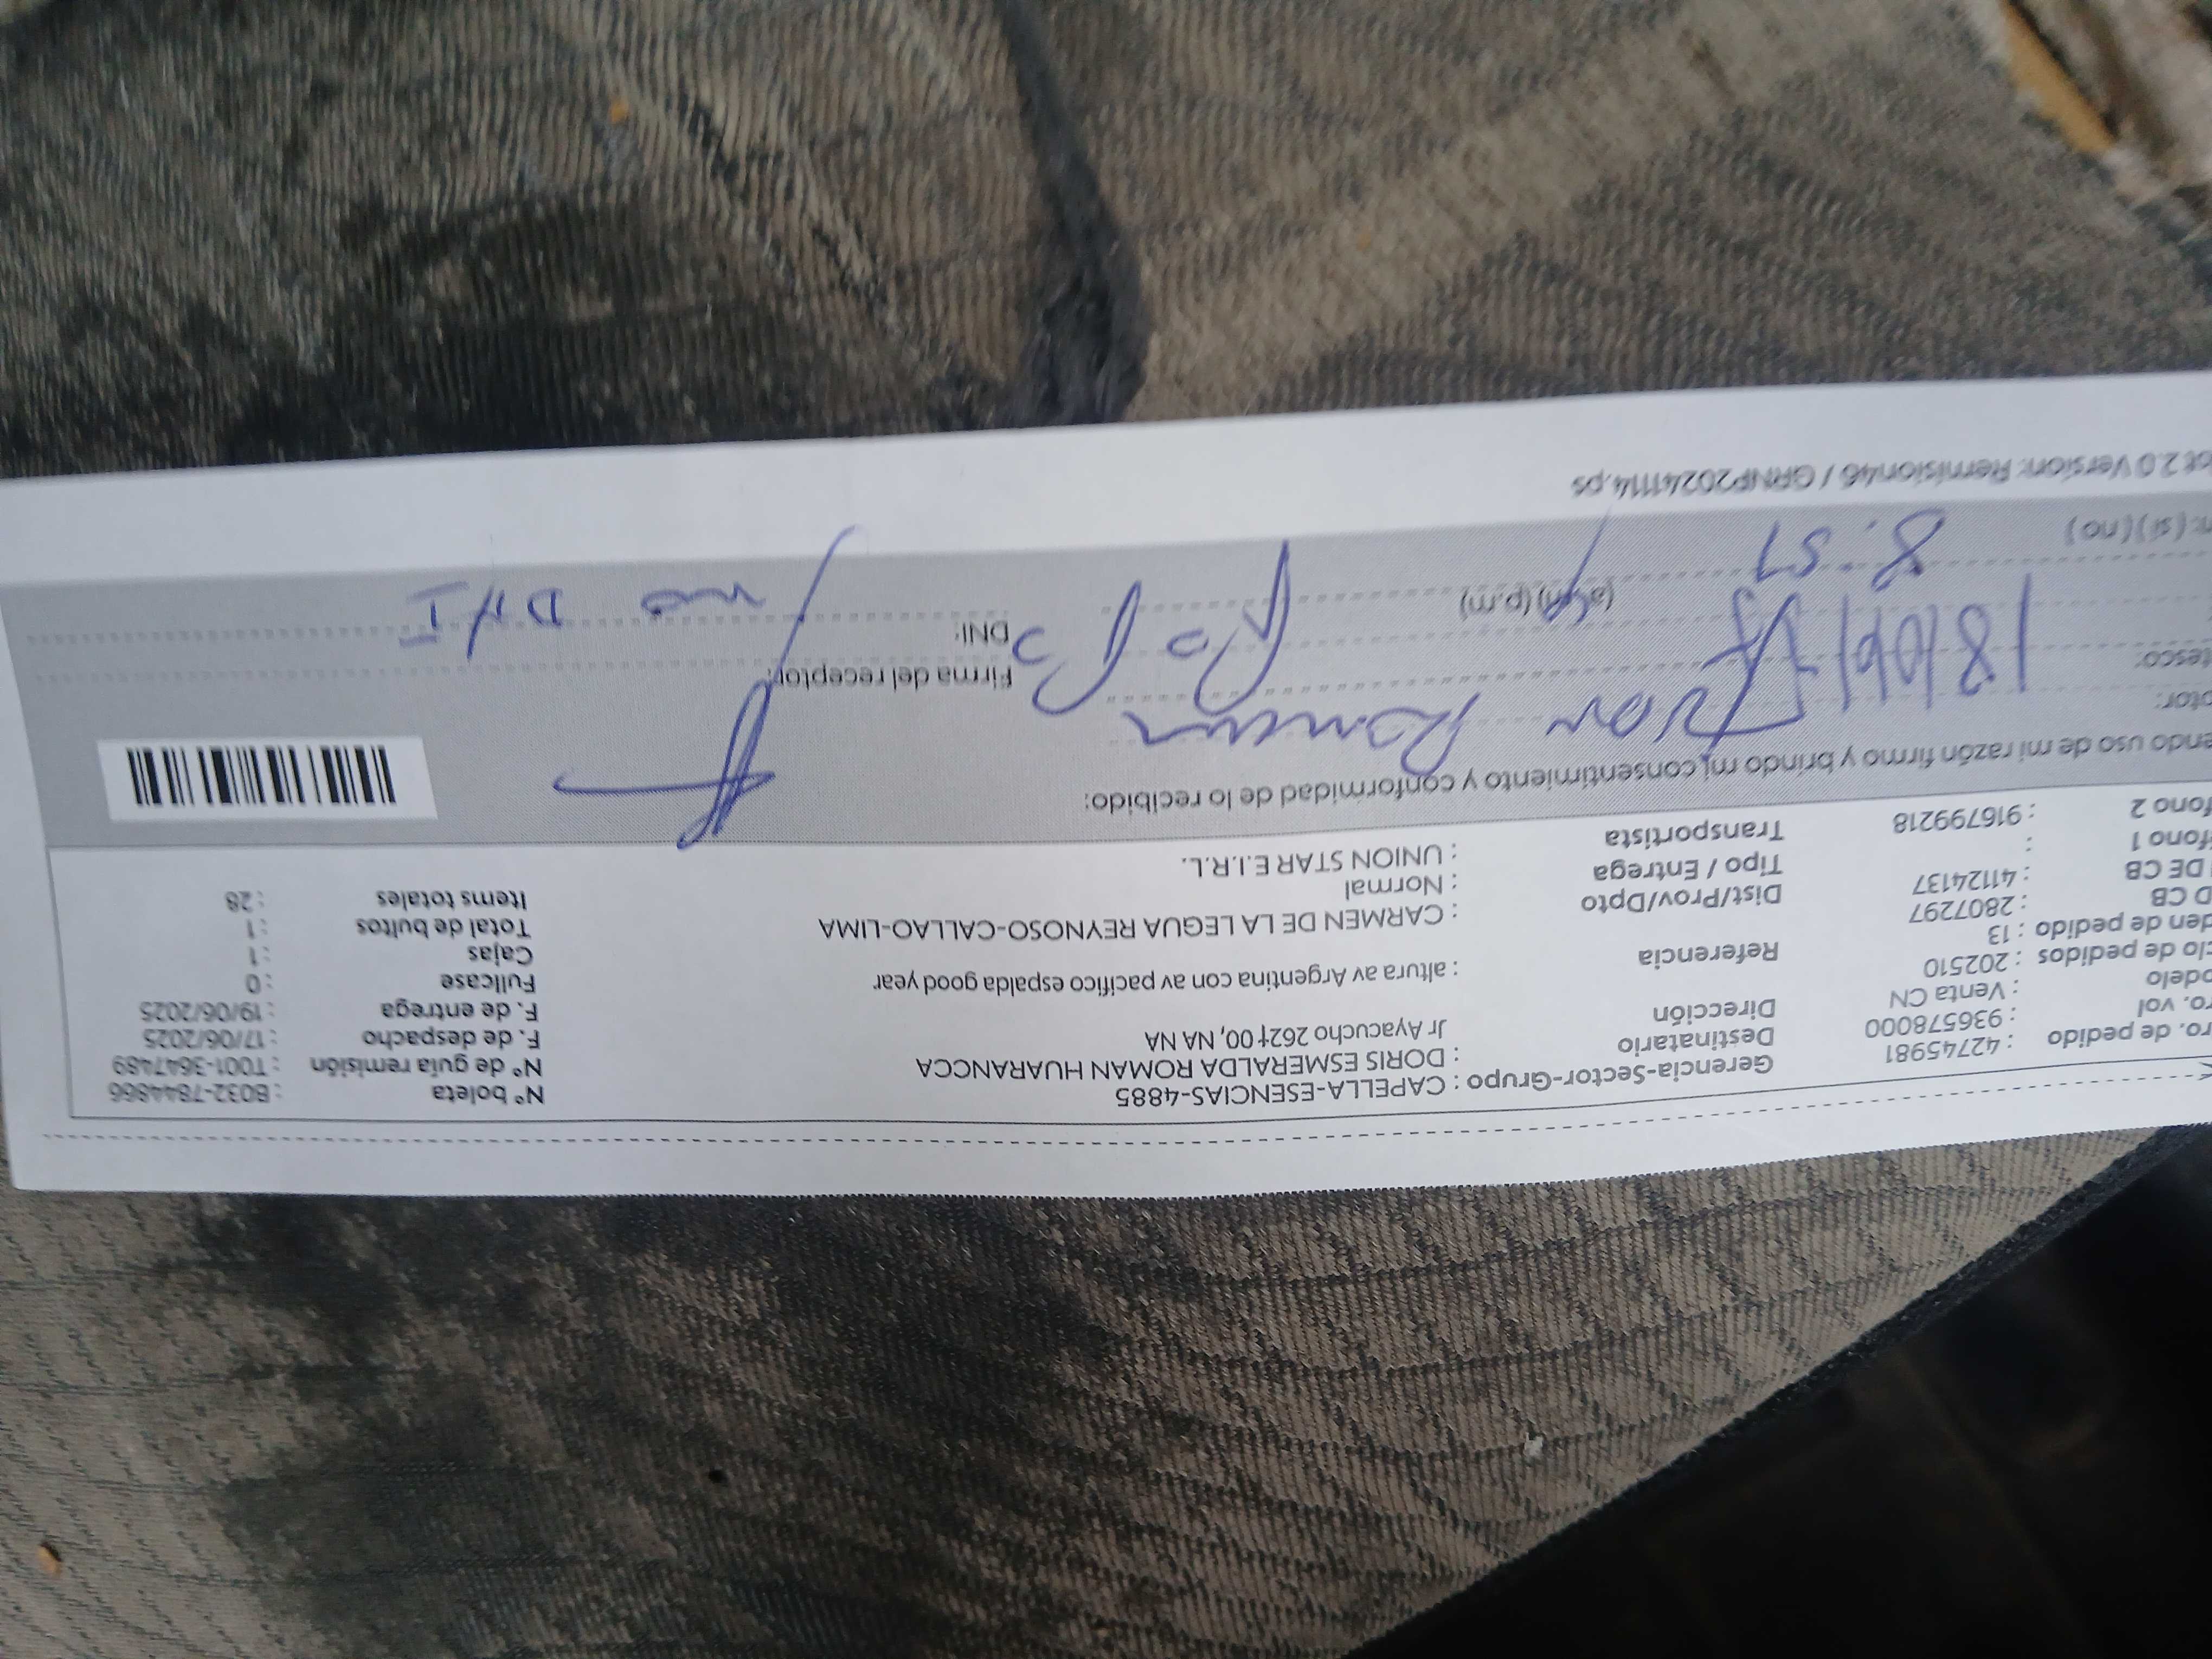 ro. de pedido : 42745981 Gerencia-Sector-Grupo : CAPELLA-ESENCIAS-4885 N° boleta : B032-7844866
ro. vol : 936578000 Destinatario : DORIS ESMERALDA ROMAN HUARANCCA N° de guía remisión : T001-3647489
odelo : Venta CN Dirección Jr Ayacucho 262†00, NA NA F. de despacho : 17/06/2025
clo de pedidos : 202510 F. de entrega : 19/06/2025
den de pedido : 13 Referencia : altura av Argentina con av pacifico espalda good year Fullcase : 0
D CB : 2807297 Cajas : 1
DE CB : 41124137 Dist/Prov/Dpto : CARMEN DE LA LEGUA REYNOSO-CALLAO-LIMA Total de bultos : 1
fono 1 : Tipo / Entrega : Normal Items totales : 28
fono 2 : 916799218 Transportista : UNION STAR E.I.R.L.
endo uso de mi razón firmo y brindo mi consentimiento y conformidad de lo recibido:
ptor: Ivan Roman
tesco: Firma del receptor:
18/06/25 (a.m) (p.m) DNI: no DNI
8:51
n: (si) (no)
ot 2.0 Version: Remision46 / GRNP20241114.ps